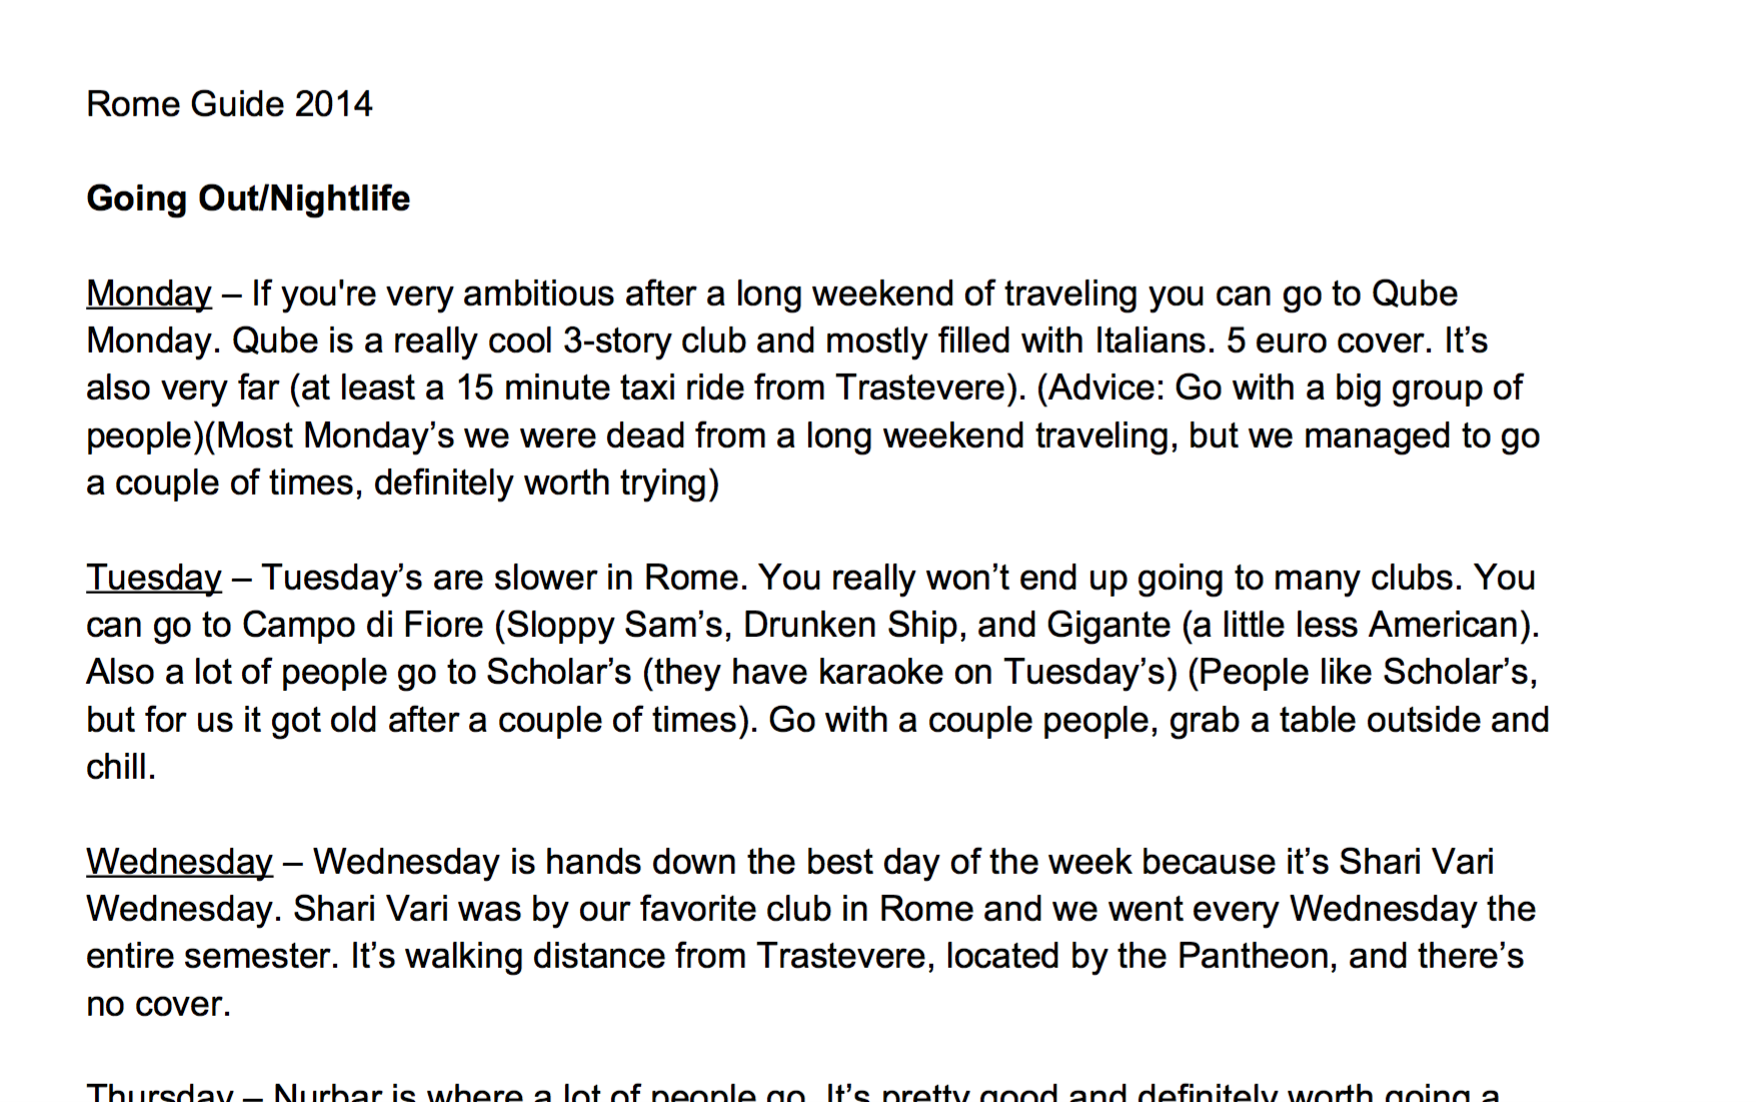 Rome Guide 2014
Going Out/Nightlife
Monday – If you're very ambitious after a long weekend of traveling you can go to Qube
Monday. Qube is a really cool 3-story club and mostly filled with Italians. 5 euro cover. It’s
also very far (at least a 15 minute taxi ride from Trastevere). (Advice: Go with a big group of
people)(Most Monday’s we were dead from a long weekend traveling, but we managed to go
a couple of times, definitely worth trying)
Tuesday – Tuesday’s are slower in Rome. You really won’t end up going to many clubs. You
can go to Campo di Fiore (Sloppy Sam’s, Drunken Ship, and Gigante (a little less American).
Also a lot of people go to Scholar’s (they have karaoke on Tuesday’s) (People like Scholar’s,
but for us it got old after a couple of times). Go with a couple people, grab a table outside and
chill.
Wednesday – Wednesday is hands down the best day of the week because it’s Shari Vari
Wednesday. Shari Vari was by our favorite club in Rome and we went every Wednesday the
entire semester. It’s walking distance from Trastevere, located by the Pantheon, and there’s
no cover.
Thursday – Nurbar is where a lot of people go. It’s pretty good and definitely worth going a